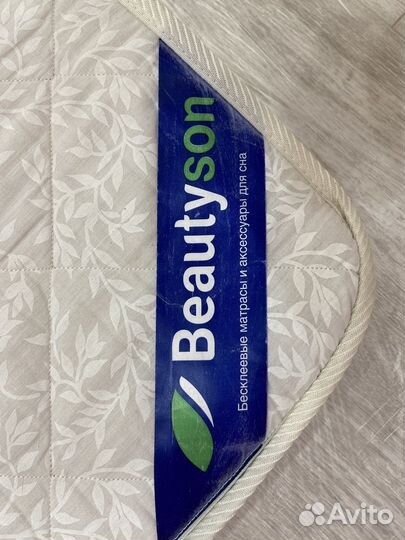 Beautyson
Бесклеевые матрасы и аксессуары для сна
Avito